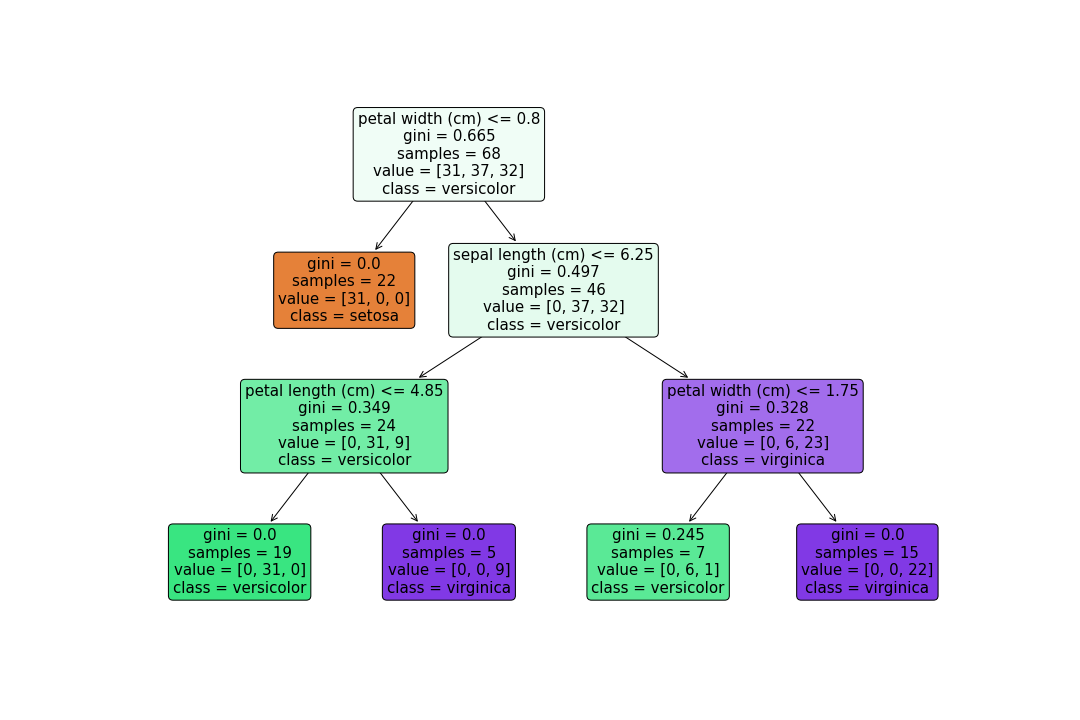 petal width (cm) <= 0.8
gini = 0.665
samples = 68
value = [31, 37, 32]
class = versicolor
gini = 0.0
samples = 22
value = [31, 0, 0]
class = setosa
sepal length (cm) <= 6.25
gini = 0.497
samples = 46
value = [0, 37, 32]
class = versicolor
petal length (cm) <= 4.85
gini = 0.349
samples = 24
value = [0, 31, 9]
class = versicolor
petal width (cm) <= 1.75
gini = 0.328
samples = 22
value = [0, 6, 23]
class = virginica
gini = 0.0
samples = 19
value = [0, 31, 0]
class = versicolor
gini = 0.0
samples = 5
value = [0, 0, 9]
class = virginica
gini = 0.245
samples = 7
value = [0, 6, 1]
class = versicolor
gini = 0.0
samples = 15
value = [0, 0, 22]
class = virginica